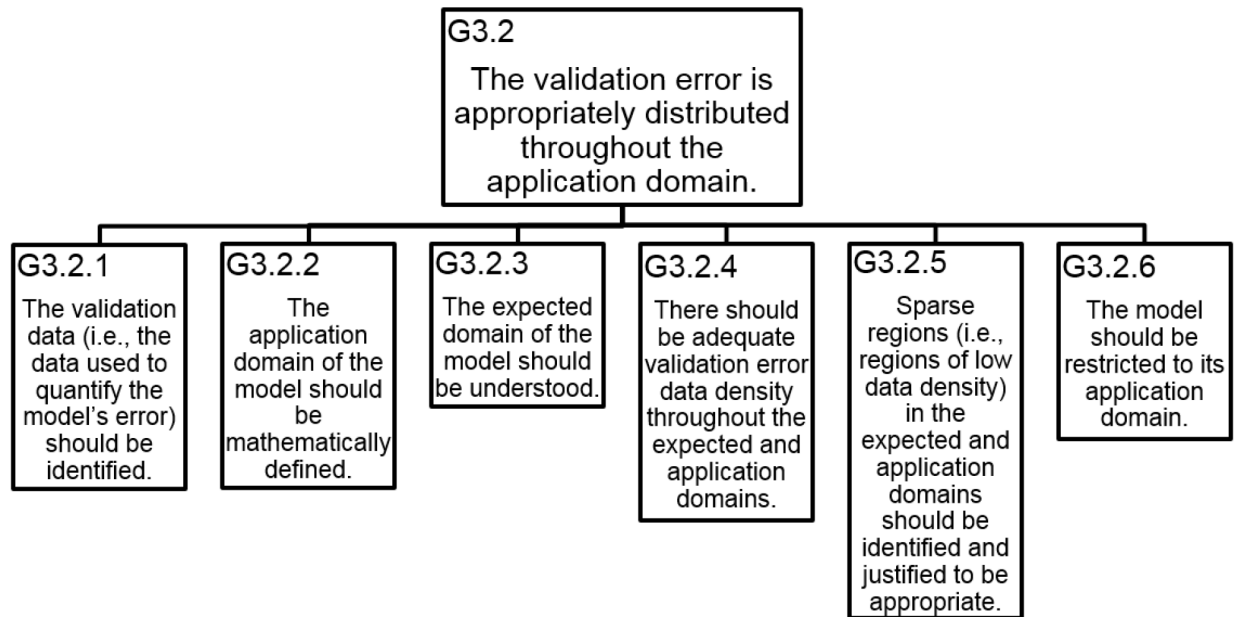 G3.2
The validation error is
appropriately distributed
throughout the
application domain.
G3.2.1
The validation
data (i.e., the
data used to
quantify the
model’s error)
should be
identified.
G3.2.2
The
application
domain of the
model should
be
mathematically
defined.
G3.2.3
The expected
domain of the
model should
be understood.
G3.2.4
There should
be adequate
validation error
data density
throughout the
expected and
application
domains.
G3.2.5
Sparse
regions (i.e.,
regions of low
data density)
in the
expected and
application
domains
should be
identified and
justified to be
appropriate.
G3.2.6
The model
should be
restricted to its
application
domain.